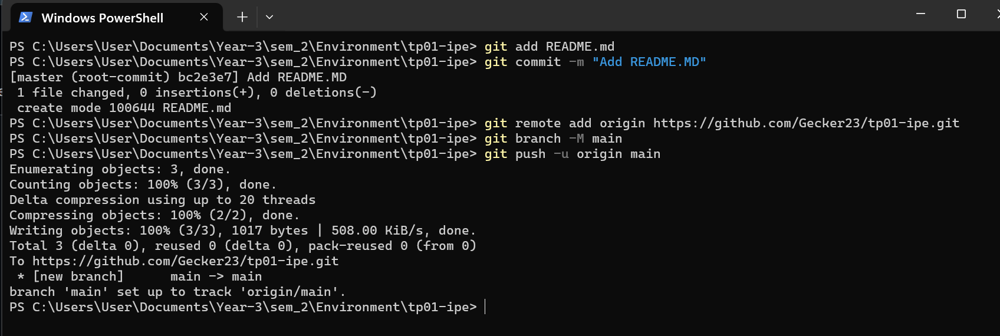 Windows PowerShell
PS C:\Users\User\Documents\Year-3\sem_2\Environment\tp01-ipe> git add README.md
PS C:\Users\User\Documents\Year-3\sem_2\Environment\tp01-ipe> git commit -m "Add README.MD"
[master (root-commit) bc2e3e7] Add README.MD
 1 file changed, 0 insertions(+), 0 deletions(-)
 create mode 100644 README.md
PS C:\Users\User\Documents\Year-3\sem_2\Environment\tp01-ipe> git remote add origin https://github.com/Gecker23/tp01-ipe.git
PS C:\Users\User\Documents\Year-3\sem_2\Environment\tp01-ipe> git branch -M main
PS C:\Users\User\Documents\Year-3\sem_2\Environment\tp01-ipe> git push -u origin main
Enumerating objects: 3, done.
Counting objects: 100% (3/3), done.
Delta compression using up to 20 threads
Compressing objects: 100% (2/2), done.
Writing objects: 100% (3/3), 1017 bytes | 508.00 KiB/s, done.
Total 3 (delta 0), reused 0 (delta 0), pack-reused 0 (from 0)
To https://github.com/Gecker23/tp01-ipe.git
 * [new branch]      main -> main
branch 'main' set up to track 'origin/main'.
PS C:\Users\User\Documents\Year-3\sem_2\Environment\tp01-ipe>